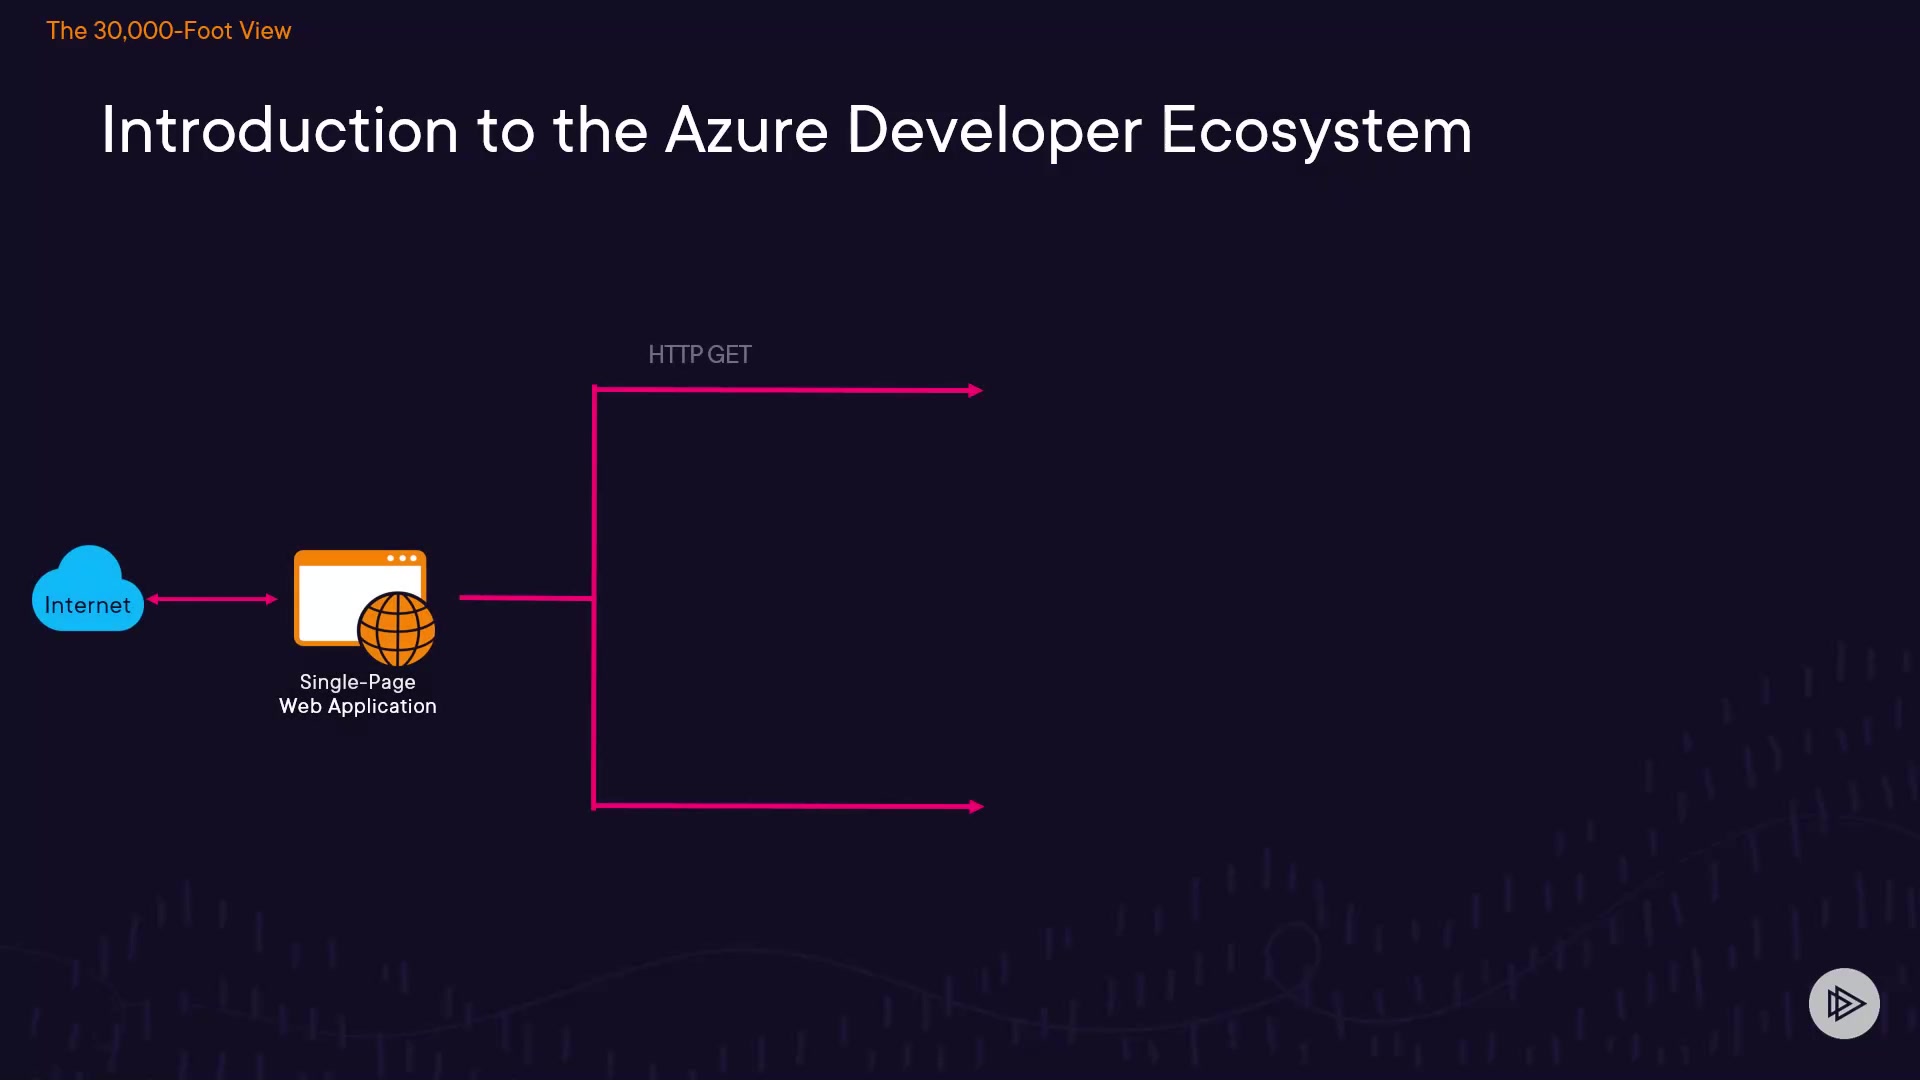 The 30,000-Foot View
Introduction to the Azure Developer Ecosystem
HTTP GET
Internet
Single-Page
Web Application